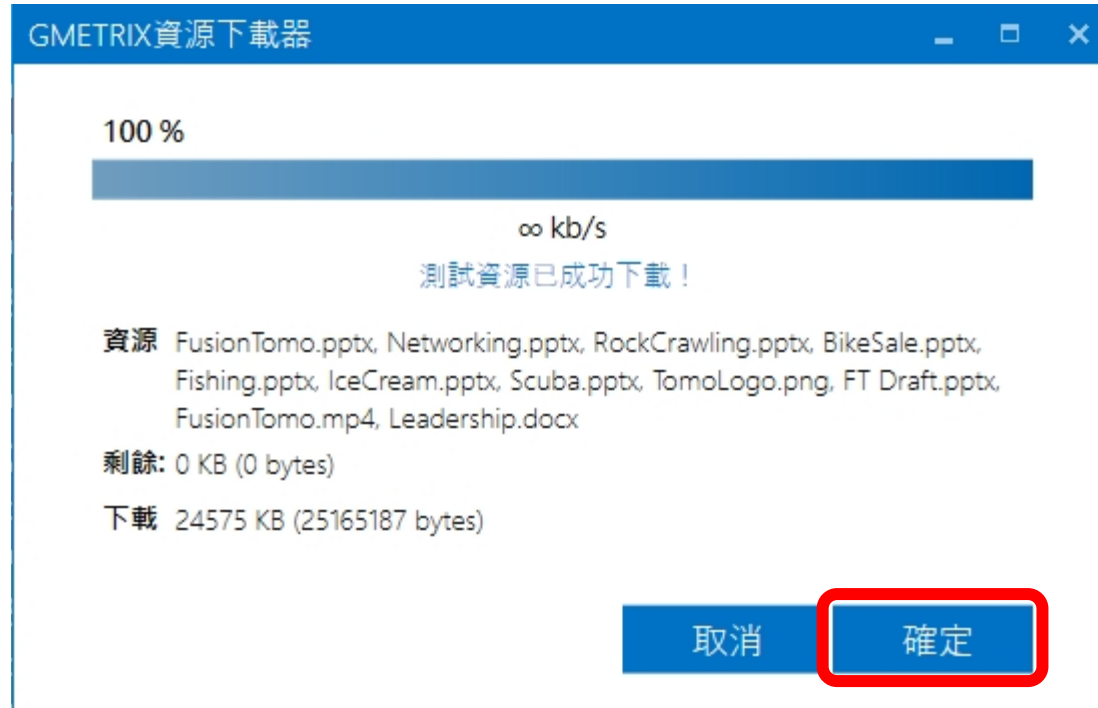 GMETRIX資源下載器
100 %
∞ kb/s
測試資源已成功下載！
資源 FusionTomo.pptx, Networking.pptx, RockCrawling.pptx, BikeSale.pptx,
Fishing.pptx, IceCream.pptx, Scuba.pptx, TomoLogo.png, FT Draft.pptx,
FusionTomo.mp4, Leadership.docx
剩餘: 0 KB (0 bytes)
下載 24575 KB (25165187 bytes)
取消 確定